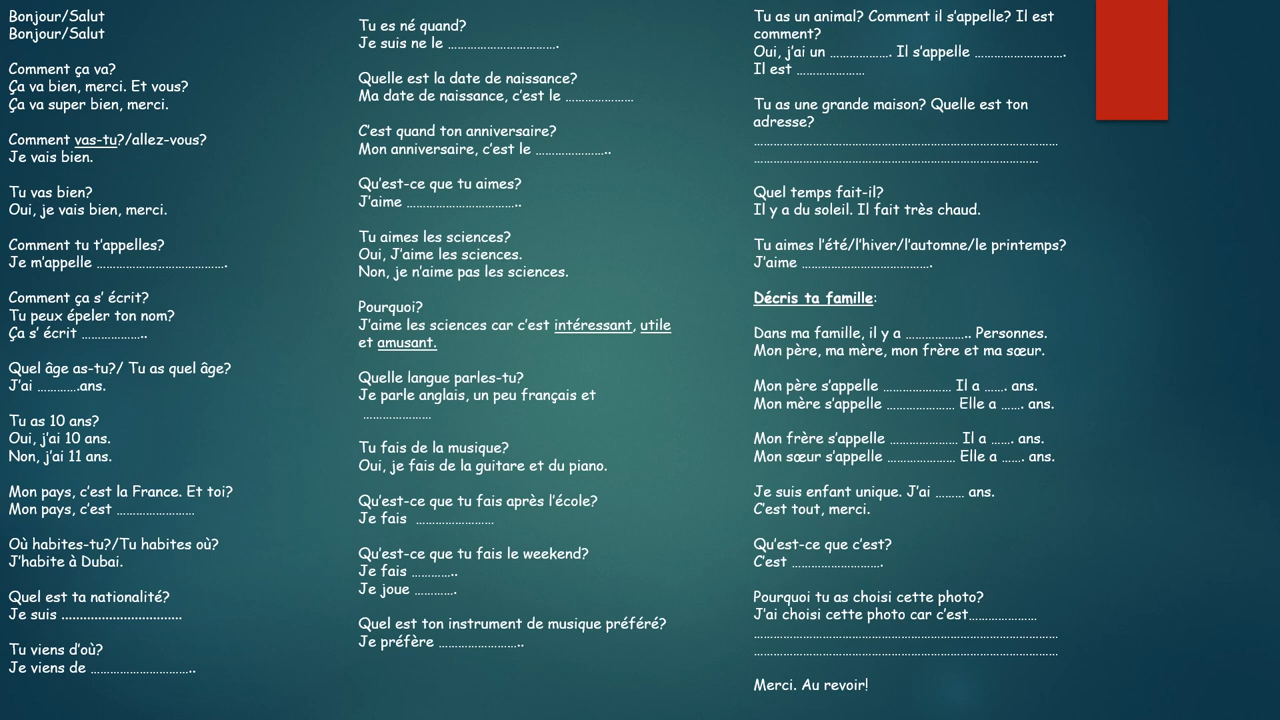 Bonjour/Salut
Bonjour/Salut
Comment ça va?
Ça va bien, merci. Et vous?
Ça va super bien, merci.
Comment vas-tu?/allez-vous?
Je vais bien.
Tu vas bien?
Oui, je vais bien, merci.
Comment tu t’appelles?
Je m’appelle ……………………………….
Comment ça s’ écrit?
Tu peux épeler ton nom?
Ça s’ écrit ………………..
Quel âge as-tu?/ Tu as quel âge?
J’ai ………….ans.
Tu as 10 ans?
Oui, j’ai 10 ans.
Non, j’ai 11 ans.
Mon pays, c’est la France. Et toi?
Mon pays, c’est …………………
Où habites-tu?/Tu habites où?
J’habite à Dubai.
Quel est ta nationalité?
Je suis ................................
Tu viens d’où?
Je viens de ………………………..
Tu es né quand?
Je suis ne le ………………………….
Quelle est la date de naissance?
Ma date de naissance, c’est le ………………
C’est quand ton anniversaire?
Mon anniversaire, c’est le ………………..
Qu’est-ce que tu aimes?
J’aime …………………………..
Tu aimes les sciences?
Oui, J’aime les sciences.
Non, je n’aime pas les sciences.
Pourquoi?
J’aime les sciences car c’est intéressant, utile
et amusant.
Quelle langue parles-tu?
Je parle anglais, un peu français et
………………
Tu fais de la musique?
Oui, je fais de la guitare et du piano.
Qu’est-ce que tu fais après l’école?
Je fais …………………
Qu’est-ce que tu fais le weekend?
Je fais …………..
Je joue ………….
Quel est ton instrument de musique préféré?
Je préfère …………………..
Tu as un animal? Comment il s’appelle? Il est
comment?
Oui, j’ai un ……………. Il s’appelle …………………….
Il est ………………
Tu as une grande maison? Quelle est ton
adresse?
…………………………………………………………………………
……………………………………………………………………
Quel temps fait-il?
Il y a du soleil. Il fait très chaud.
Tu aimes l’été/l’hiver/l’automne/le printemps?
J’aime ……………………………….
Décris ta famille:
Dans ma famille, il y a …………….. Personnes.
Mon père, ma mère, mon frère et ma sœur.
Mon père s’appelle ………………. Il a ……. ans.
Mon mère s’appelle ………………. Elle a ……. ans.
Mon frère s’appelle ………………. Il a ……. ans.
Mon sœur s’appelle ………………. Elle a ……. ans.
Je suis enfant unique. J’ai ……… ans.
C’est tout, merci.
Qu’est-ce que c’est?
C’est …………………….
Pourquoi tu as choisi cette photo?
J’ai choisi cette photo car c’est………………
…………………………………………………………………………
…………………………………………………………………………
Merci. Au revoir!